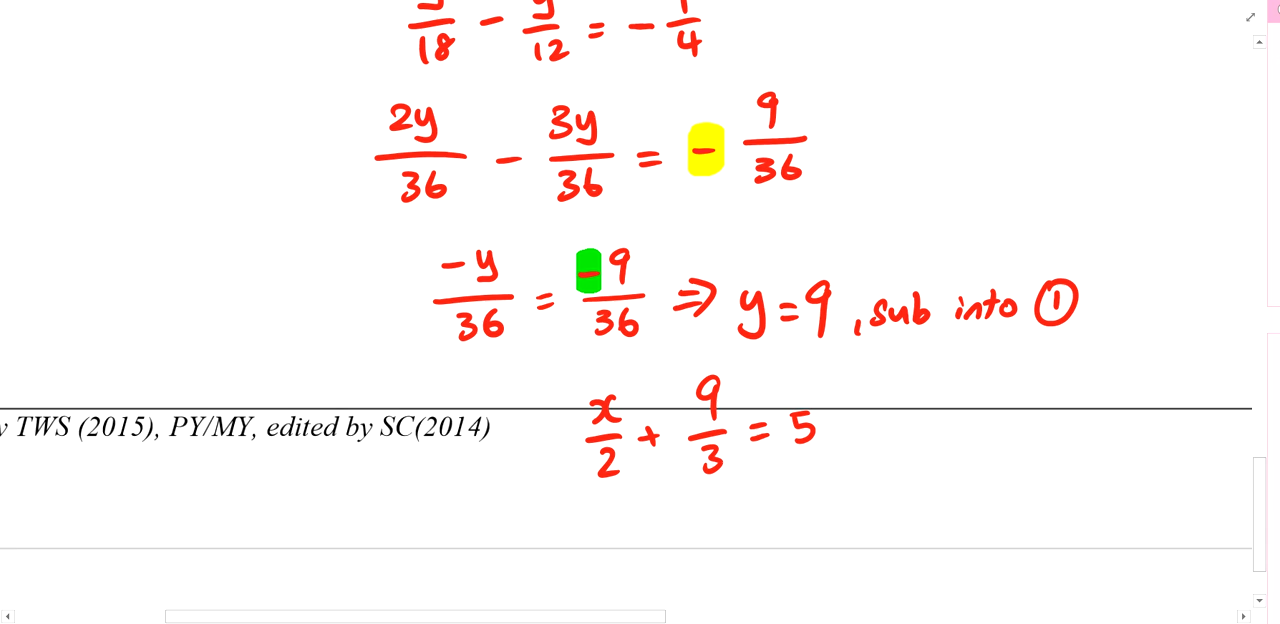 y/18 - y/12 = - 1/4
2y/36 - 3y/36 = - 9/36
-y/36 = -9/36 ⇒ y=9, sub into ①
x/2 + 9/3 = 5
TWS (2015), PY/MY, edited by SC(2014)